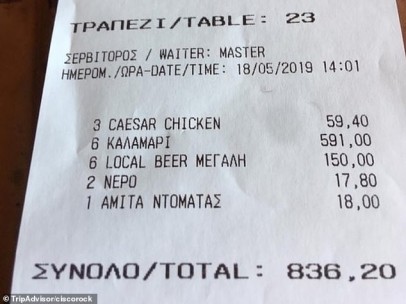 ΤΡΑΠΕΖΙ/TABLE: 23
ΣΕΡΒΙΤΟΡΟΣ / WAITER: MASTER
ΗΜΕΡΟΜ./ΩΡΑ-DATE/TIME: 18/05/2019 14:01
3 CAESAR CHICKEN 59,40
6 ΚΑΛΑΜΑΡΙ 591,00
6 LOCAL BEER ΜΕΓΑΛΗ 150,00
2 ΝΕΡΟ 17,80
1 ΑΜΙΤΑ ΝΤΟΜΑΤΑΣ 18,00
ΣΥΝΟΛΟ/TOTAL: 836,20
© TripAdvisor/ciscorock